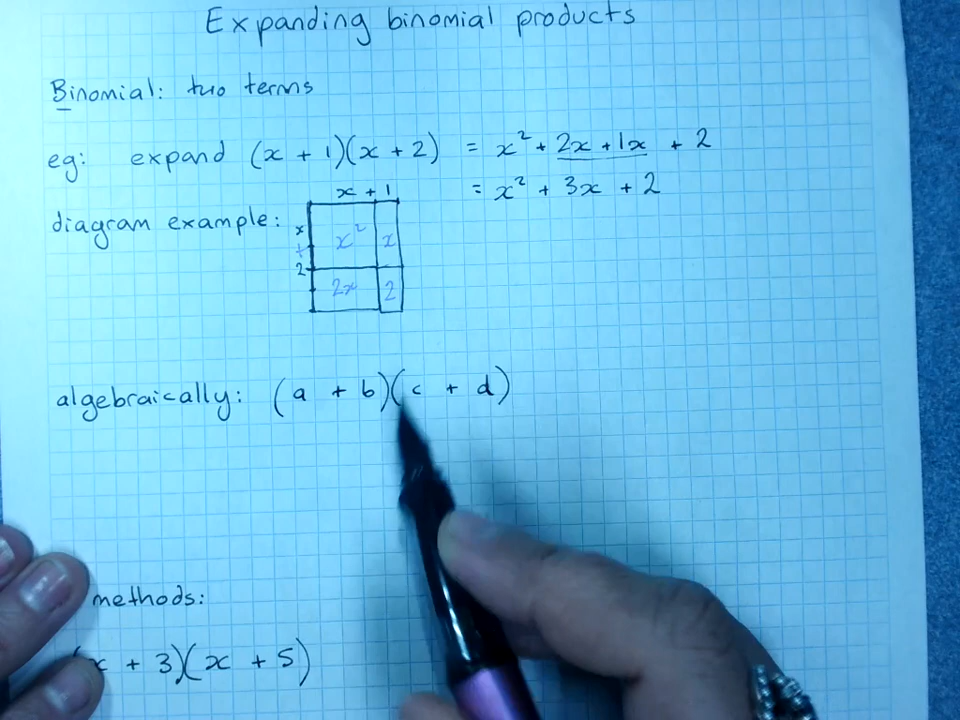 Expanding binomial products
Binomial: two terms
eg: expand (x + 1)(x + 2) = x² + 2x + 1x + 2
= x² + 3x + 2
x + 1
diagram example:
x
x² x
+
2
2x 2
algebraically: (a + b)(c + d)
methods:
(x + 3)(x + 5)